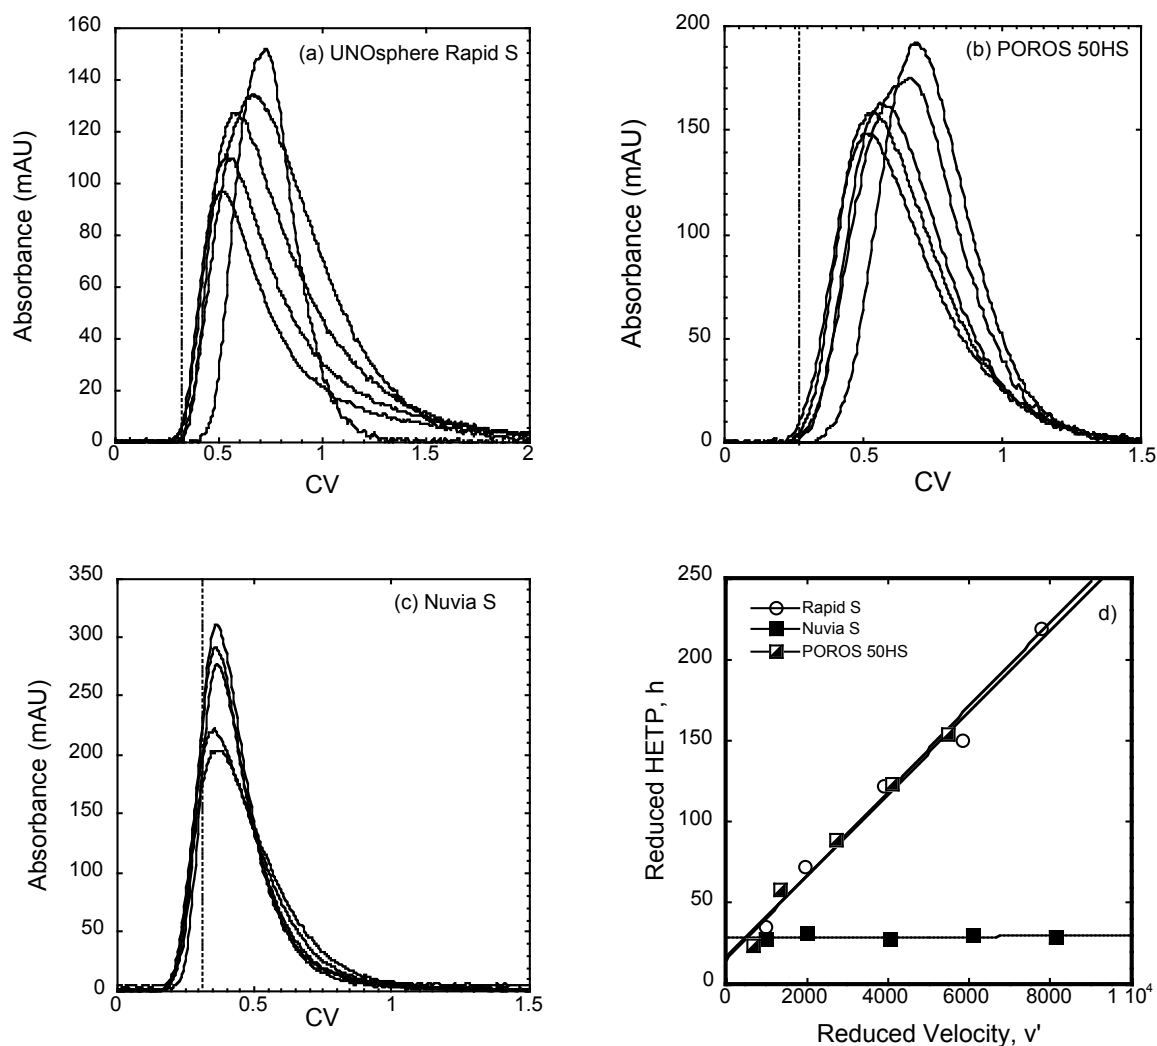 (a) UNOsphere Rapid S
Absorbance (mAU)
160
140
120
100
80
60
40
20
0
0 0.5 1 1.5 2
CV
(b) POROS 50HS
Absorbance (mAU)
200
150
100
50
0
0 0.5 1 1.5
CV
(c) Nuvia S
Absorbance (mAU)
350
300
250
200
150
100
50
0
0 0.5 1 1.5
CV
d)
Rapid S
Nuvia S
POROS 50HS
Reduced HETP, h
250
200
150
100
50
0
0 2000 4000 6000 8000 1 10⁴
Reduced Velocity, v'